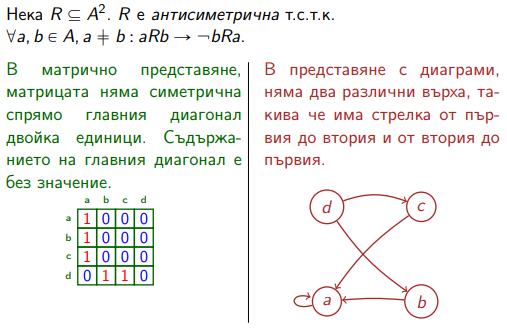 Нека R ⊆ A². R е антисиметрична т.с.т.к.
∀a, b ∈ A, a ≠ b : aRb → ¬bRa.
В матрично представяне,
матрицата няма симетрична
спрямо главния диагонал
двойка единици. Съдържа-
нието на главния диагонал е
без значение.
a b c d
a 1 0 0 0
b 1 0 0 0
c 1 0 0 0
d 0 1 1 0
В представяне с диаграми,
няма два различни върха, та-
кива че има стрелка от пър-
вия до втория и от втория до
първия.
d c
a b